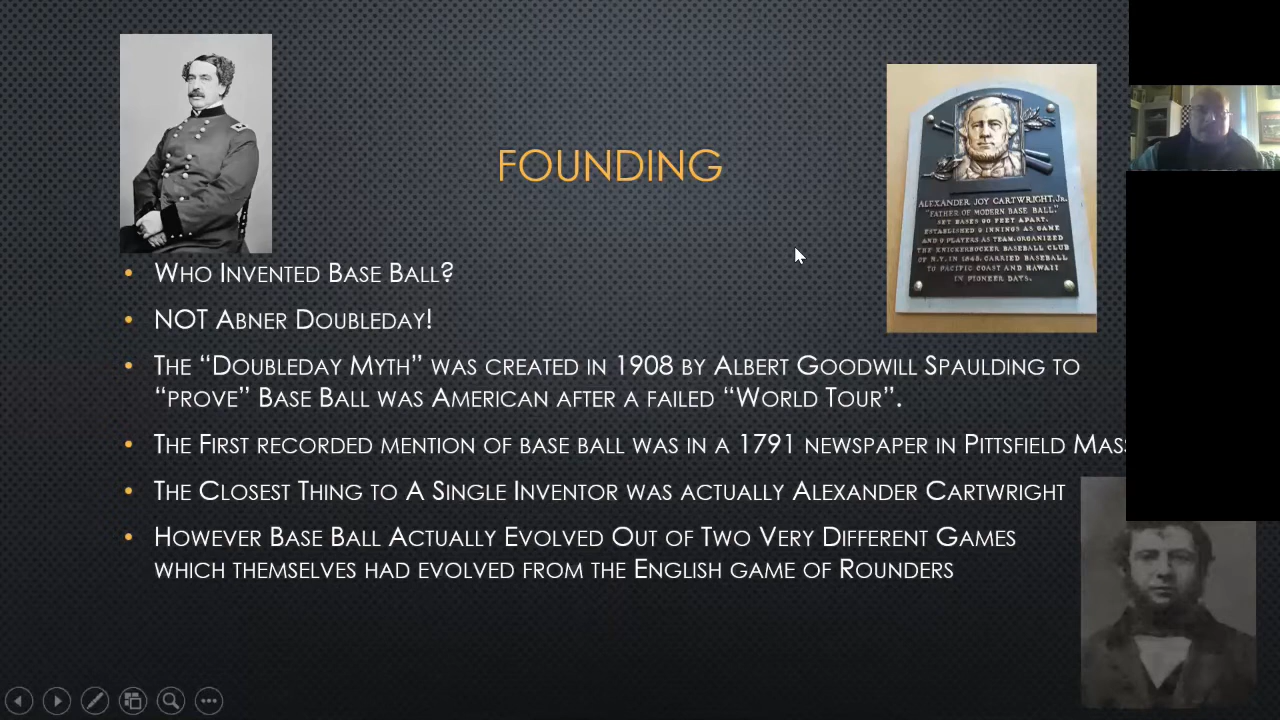 FOUNDING
ALEXANDER JOY CARTWRIGHT, JR.
"FATHER OF MODERN BASE BALL."
SET BASES 90 FEET APART.
ESTABLISHED 9 INNINGS AS GAME
AND 9 PLAYERS AS TEAM. ORGANIZED
THE KNICKERBOCKER BASEBALL CLUB
OF N.Y. IN 1845. CARRIED BASEBALL
TO PACIFIC COAST AND HAWAII
IN PIONEER DAYS.
• WHO INVENTED BASE BALL?
• NOT ABNER DOUBLEDAY!
• THE “DOUBLEDAY MYTH” WAS CREATED IN 1908 BY ALBERT GOODWILL SPAULDING TO
“PROVE” BASE BALL WAS AMERICAN AFTER A FAILED “WORLD TOUR”.
• THE FIRST RECORDED MENTION OF BASE BALL WAS IN A 1791 NEWSPAPER IN PITTSFIELD MASS
• THE CLOSEST THING TO A SINGLE INVENTOR WAS ACTUALLY ALEXANDER CARTWRIGHT
• HOWEVER BASE BALL ACTUALLY EVOLVED OUT OF TWO VERY DIFFERENT GAMES
WHICH THEMSELVES HAD EVOLVED FROM THE ENGLISH GAME OF ROUNDERS